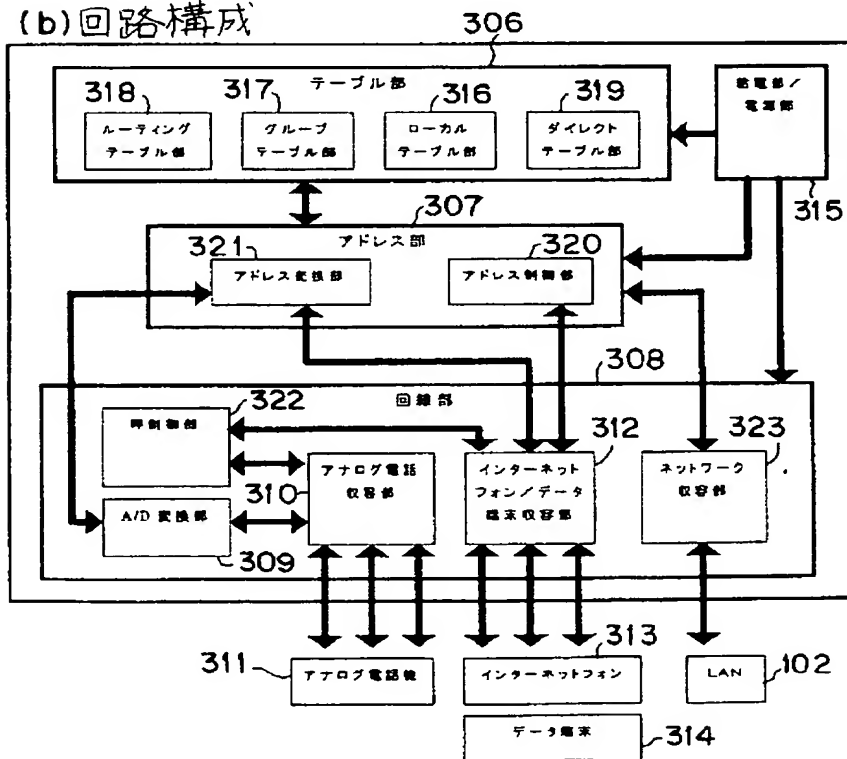 (b)回路構成
306
テーブル部
318
317
316
319
ルーティング
テーブル部
グループ
テーブル部
ローカル
テーブル部
ダイレクト
テーブル部
給電部/
電源部
315
307
アドレス部
321
320
アドレス変換部
アドレス制御部
308
回線部
322
呼制御部
312
323
アナログ電話
収容部
310
インターネット
フォン/データ
端末収容部
ネットワーク
収容部
A/D 変換部
309
313
311
アナログ電話機
インターネットフォン
LAN
102
データ端末
314